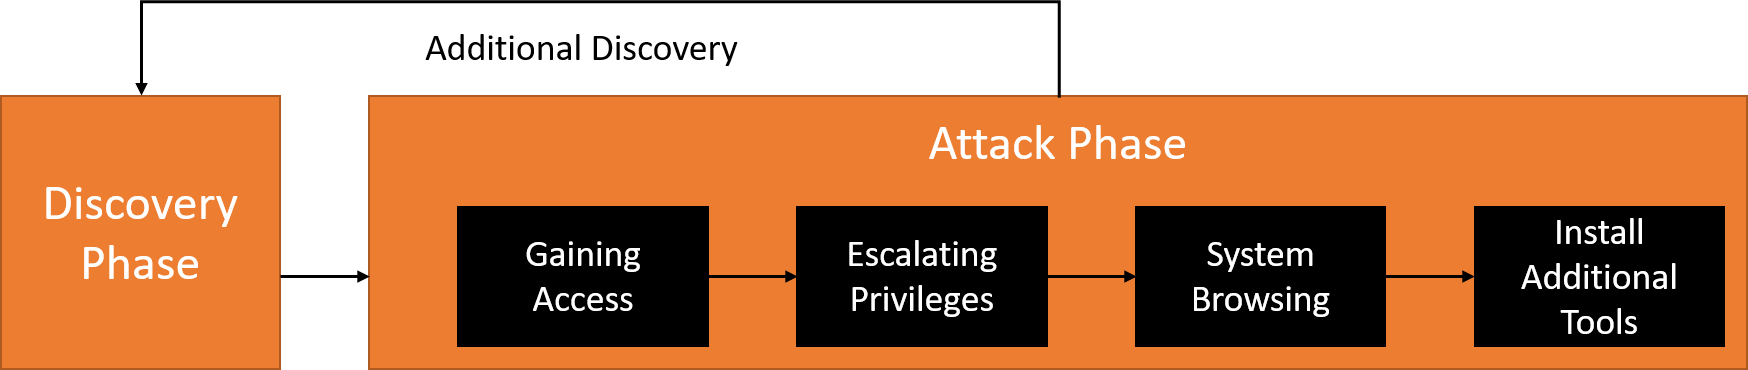 Additional Discovery
Discovery
Phase
Attack Phase
Gaining
Access
Escalating
Privileges
System
Browsing
Install
Additional
Tools